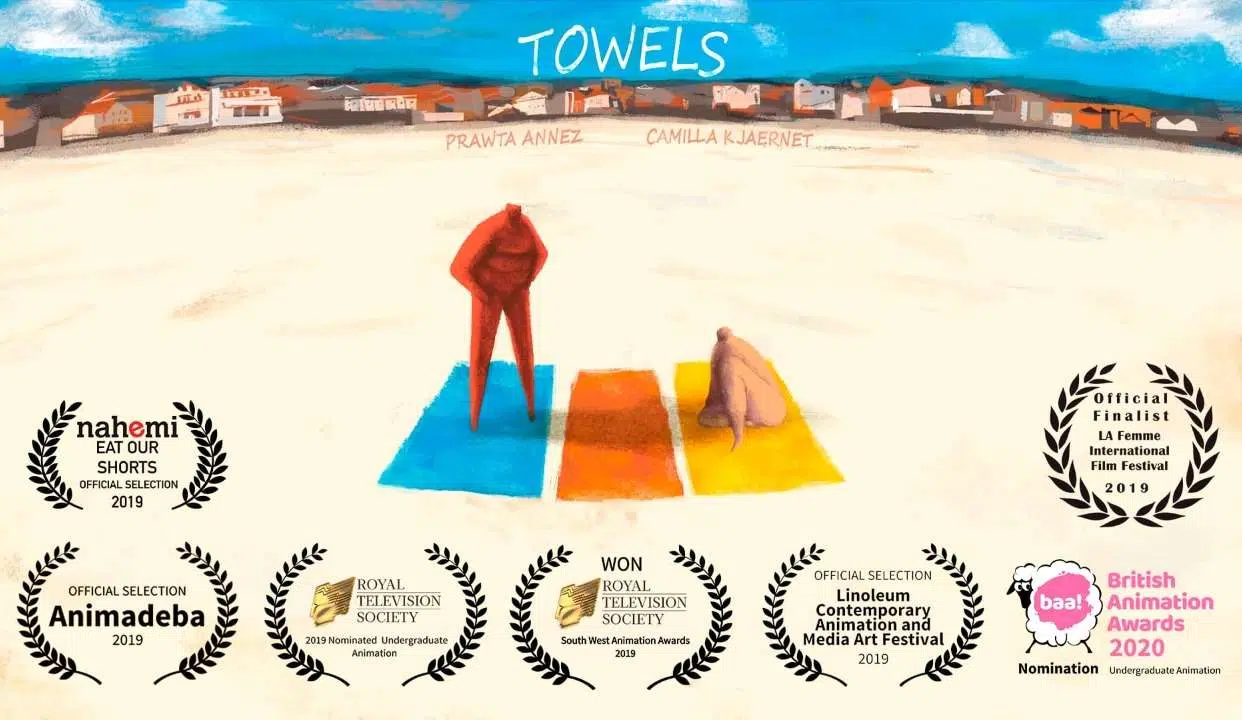 TOWELS
PRAWTA ANNEZ
CAMILLA KJAERNET
nahemi
EAT OUR
SHORTS
OFFICIAL SELECTION
2019
Official
Finalist
LA Femme
International
Film Festival
2019
OFFICIAL SELECTION
Animadeba
2019
ROYAL
TELEVISION
SOCIETY
2019 Nominated Undergraduate
Animation
WON
ROYAL
TELEVISION
SOCIETY
South West Animation Awards
2019
OFFICIAL SELECTION
Linoleum
Contemporary
Animation and
Media Art Festival
2019
baa!
British
Animation
Awards
2020
Nomination Undergraduate Animation